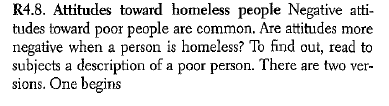 R4.8. Attitudes toward homeless people Negative atti-
tudes toward poor people are common. Are attitudes more
negative when a person is homeless? To find out, read to
subjects a description of a poor person. There are two ver-
sions. One begins